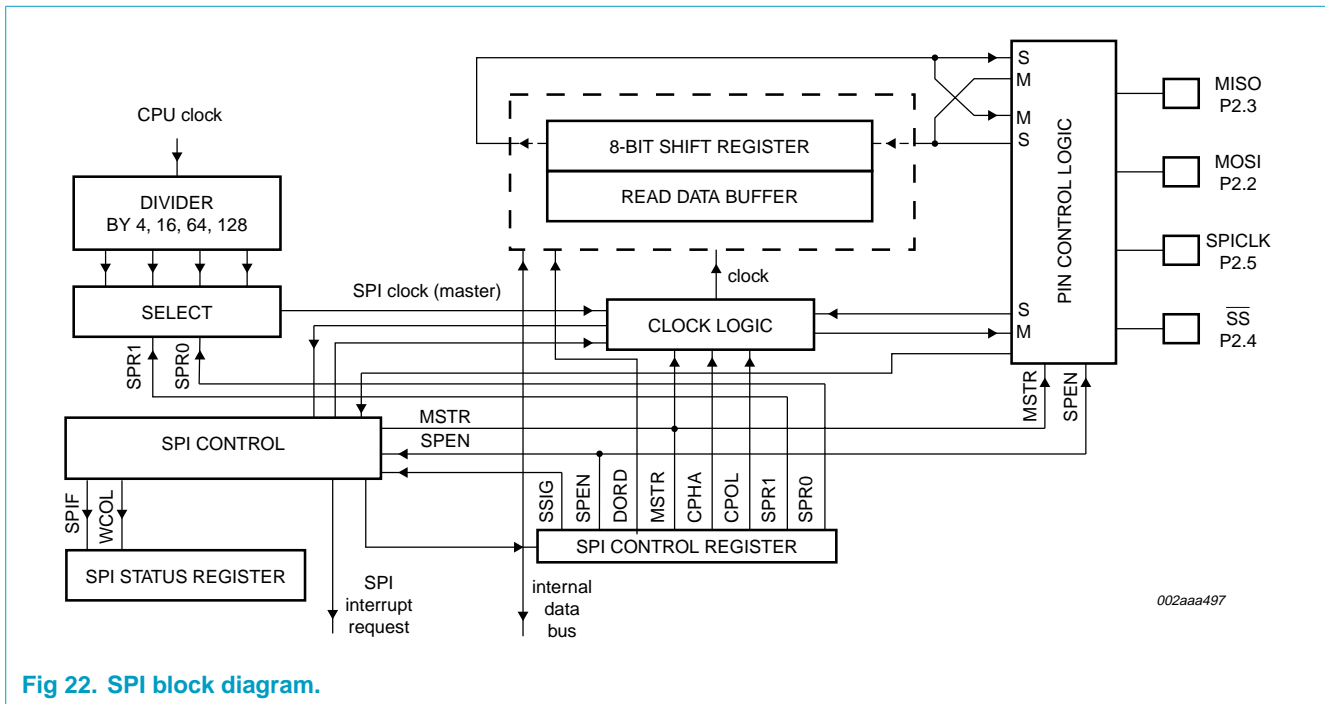 CPU clock
DIVIDER
BY 4, 16, 64, 128
SELECT
SPR1
SPR0
SPI clock (master)
8-BIT SHIFT REGISTER
READ DATA BUFFER
clock
CLOCK LOGIC
S
M
M
S
S
M
PIN CONTROL LOGIC
MISO
P2.3
MOSI
P2.2
SPICLK
P2.5
SS
P2.4
MSTR
SPEN
SPI CONTROL
MSTR
SPEN
SPIF
WCOL
SPI STATUS REGISTER
SPI
interrupt
request
SSIG
SPEN
DORD
MSTR
CPHA
CPOL
SPR1
SPR0
SPI CONTROL REGISTER
internal
data
bus
002aaa497
Fig 22. SPI block diagram.